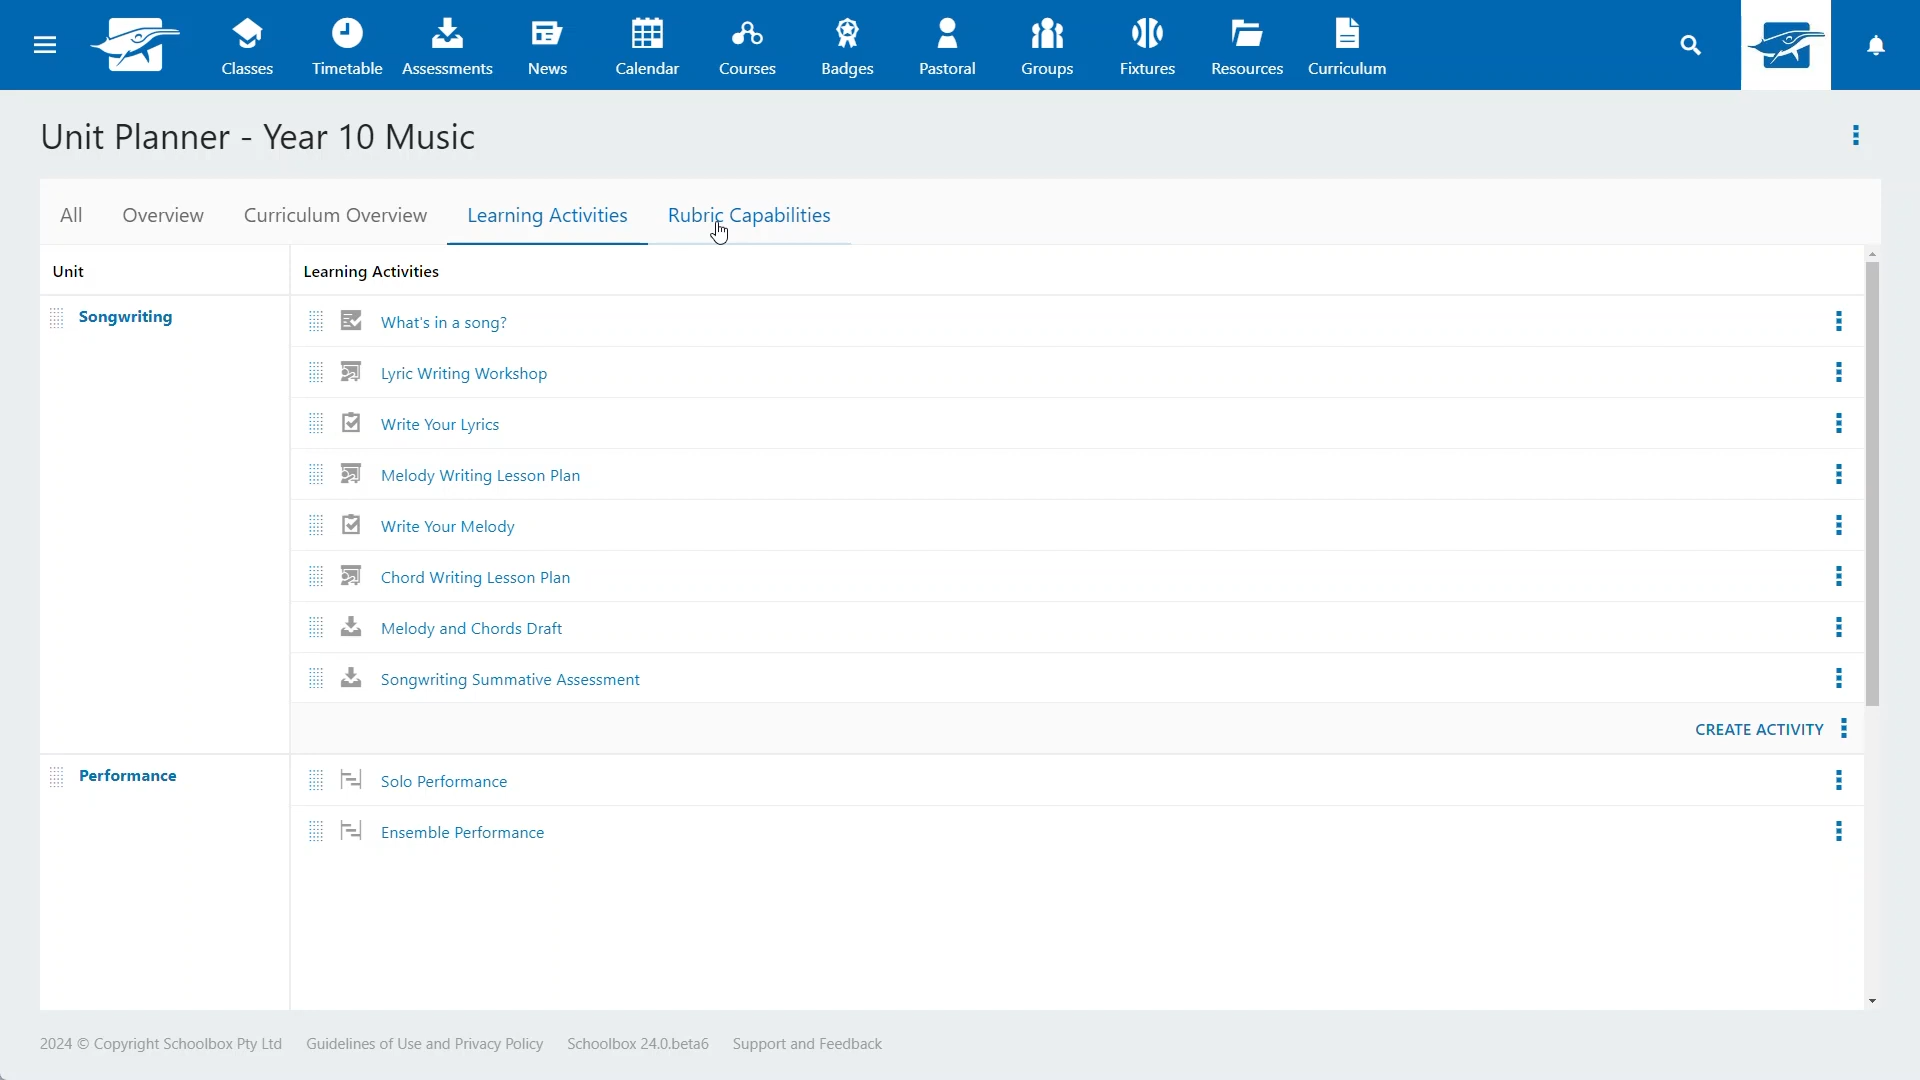 Classes Timetable Assessments News Calendar Courses Badges Pastoral Groups Fixtures Resources Curriculum
Unit Planner - Year 10 Music
All Overview Curriculum Overview Learning Activities Rubric Capabilities
Unit Learning Activities
Songwriting
What's in a song?
Lyric Writing Workshop
Write Your Lyrics
Melody Writing Lesson Plan
Write Your Melody
Chord Writing Lesson Plan
Melody and Chords Draft
Songwriting Summative Assessment
CREATE ACTIVITY
Performance
Solo Performance
Ensemble Performance
2024 © Copyright Schoolbox Pty Ltd Guidelines of Use and Privacy Policy Schoolbox 24.0.beta6 Support and Feedback